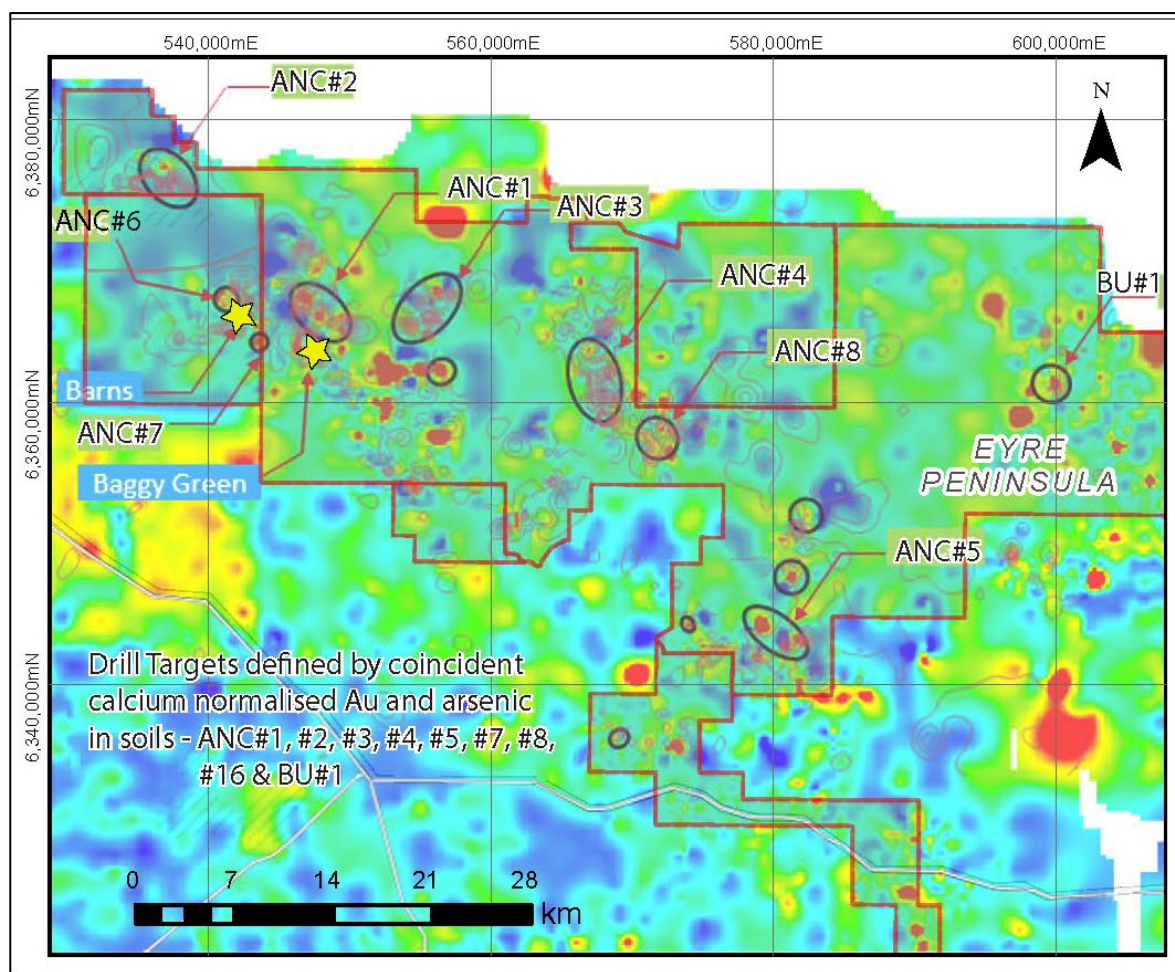 540,000mE
560,000mE
580,000mE
600,000mE
ANC#2
N
6,380,000mN
ANC#1
ANC#3
ANC#6
ANC#4
BU#1
ANC#8
Barns
ANC#7
6,360,000mN
Baggy Green
EYRE
PENINSULA
ANC#5
Drill Targets defined by coincident
calcium normalised Au and arsenic
in soils - ANC#1, #2, #3, #4, #5, #7, #8,
#16 & BU#1
6,340,000mN
0 7 14 21 28
km